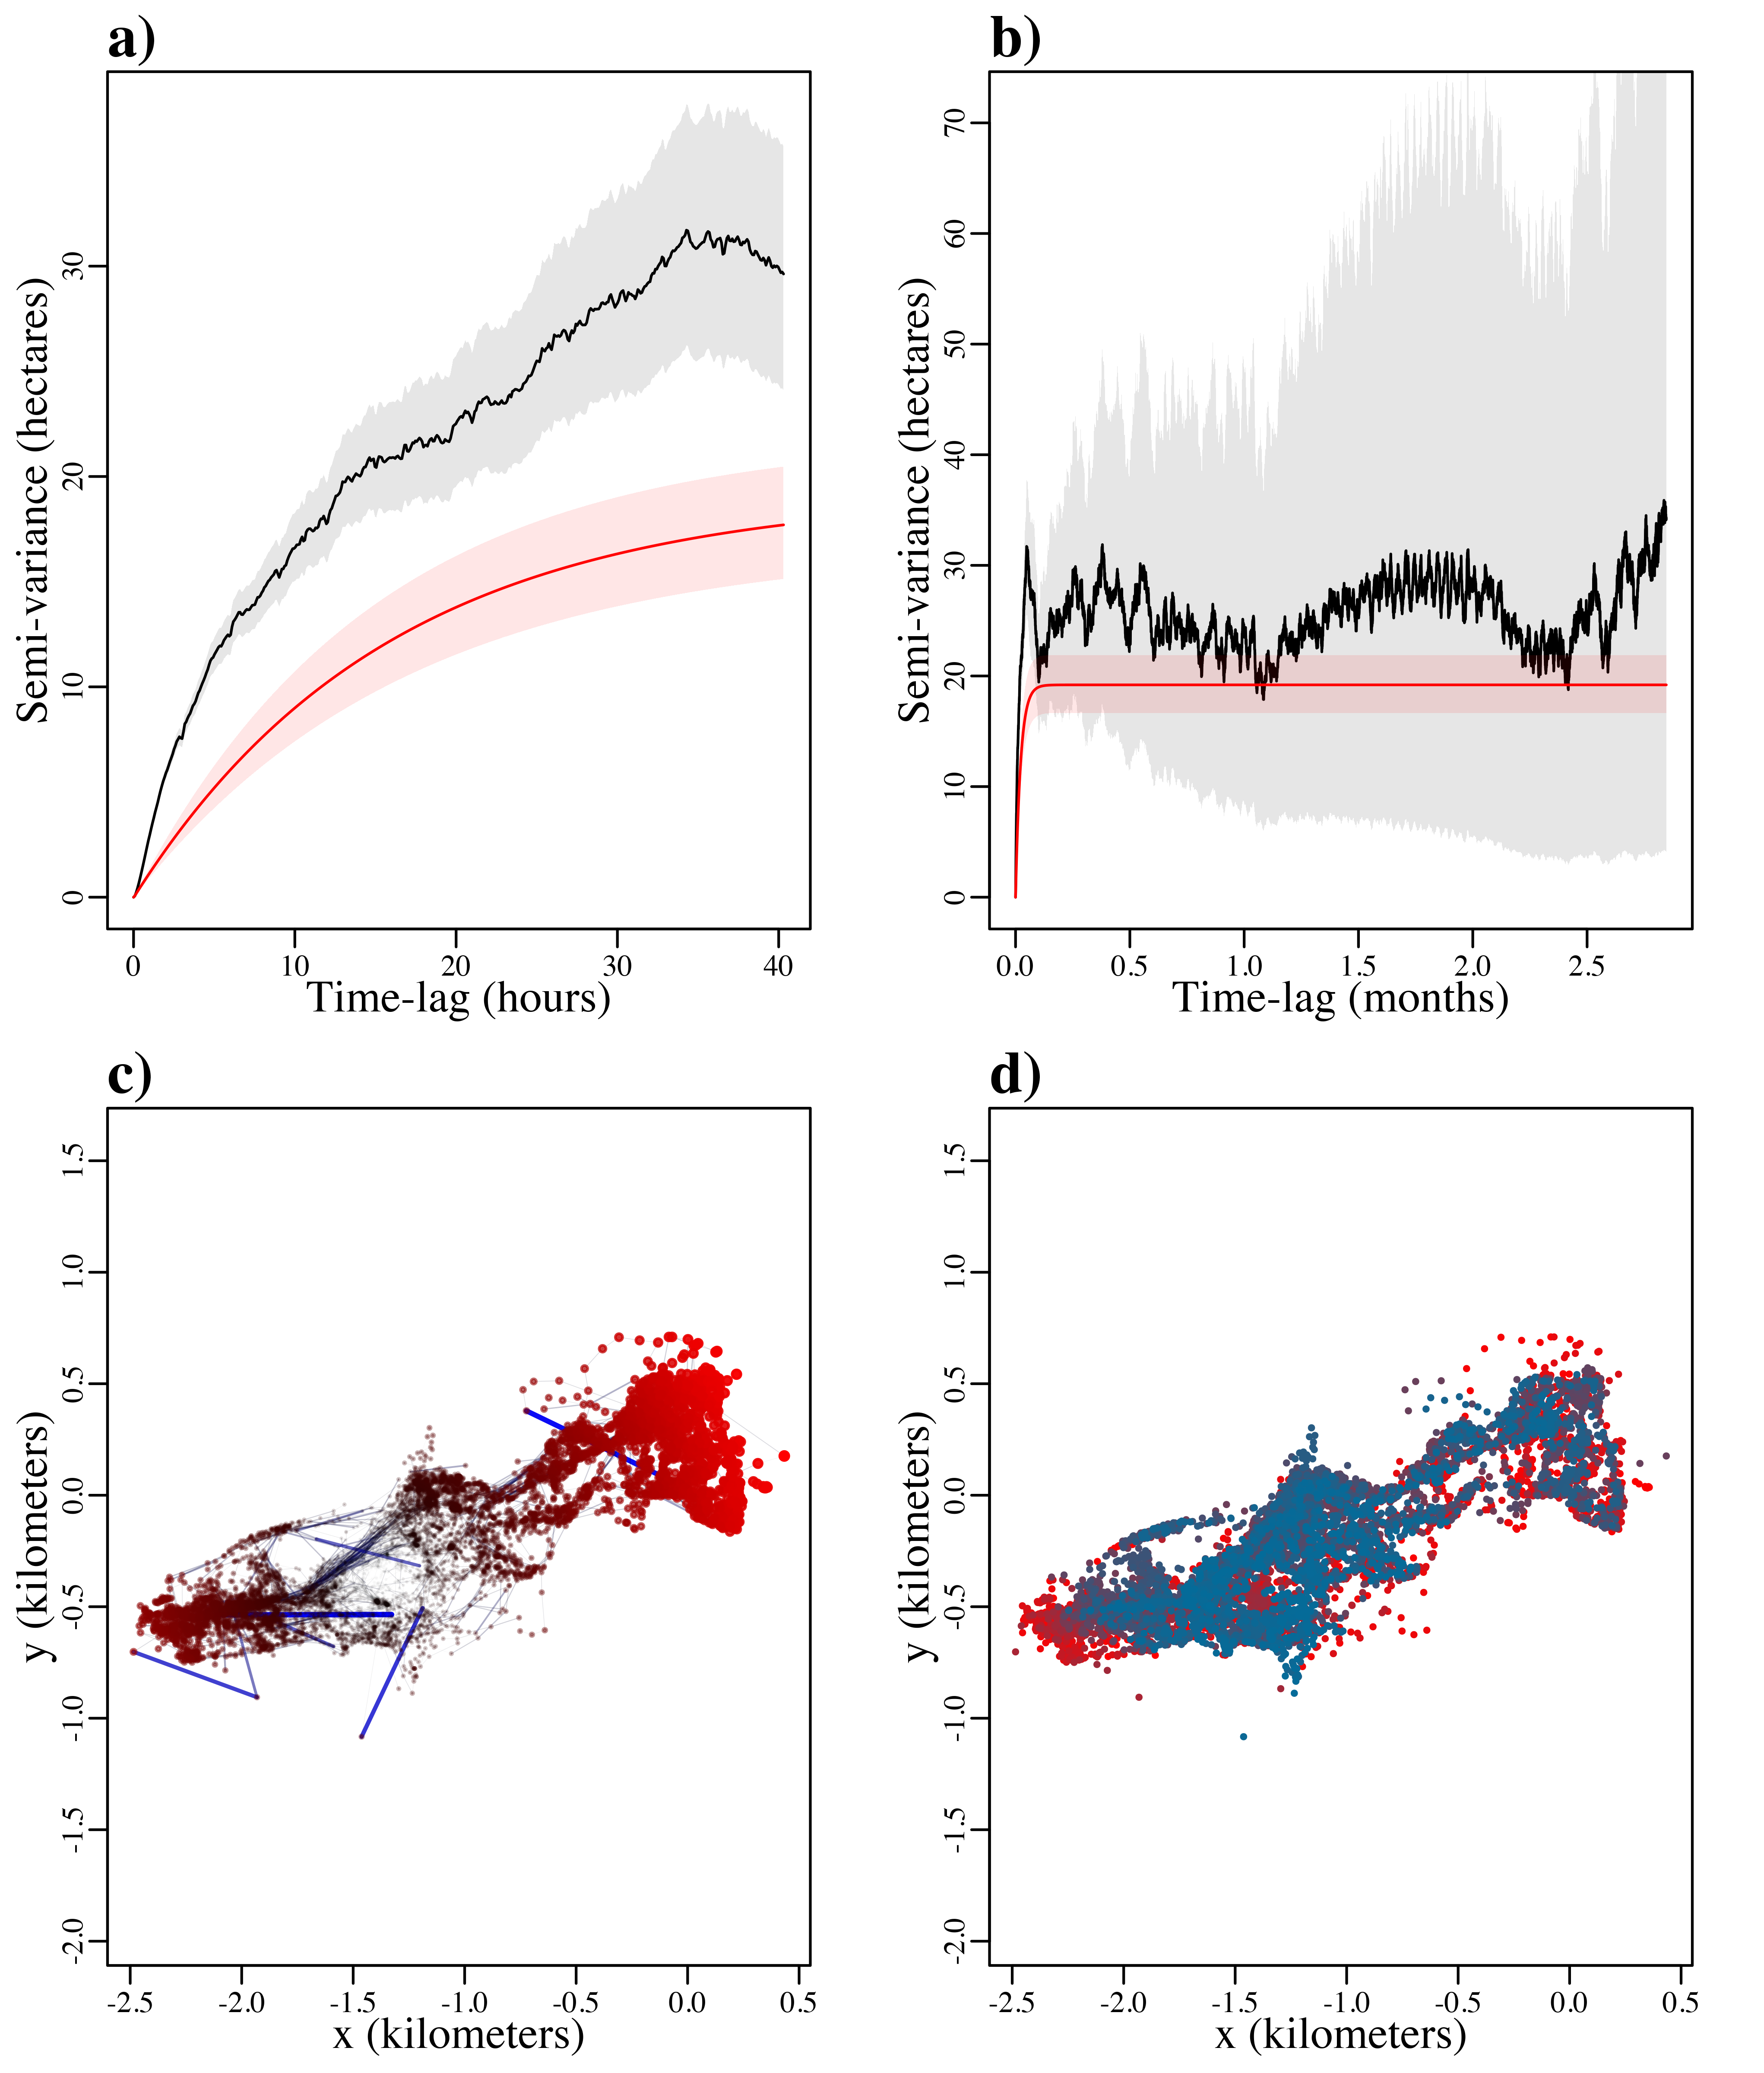 a)
Semi-variance (hectares)
0 10 20 30
0 10 20 30 40
Time-lag (hours)
b)
Semi-variance (hectares)
0 10 20 30 40 50 60 70
0.0 0.5 1.0 1.5 2.0 2.5
Time-lag (months)
c)
y (kilometers)
-2.0 -1.5 -1.0 -0.5 0.0 0.5 1.0 1.5
-2.5 -2.0 -1.5 -1.0 -0.5 0.0 0.5
x (kilometers)
d)
y (kilometers)
-2.0 -1.5 -1.0 -0.5 0.0 0.5 1.0 1.5
-2.5 -2.0 -1.5 -1.0 -0.5 0.0 0.5
x (kilometers)